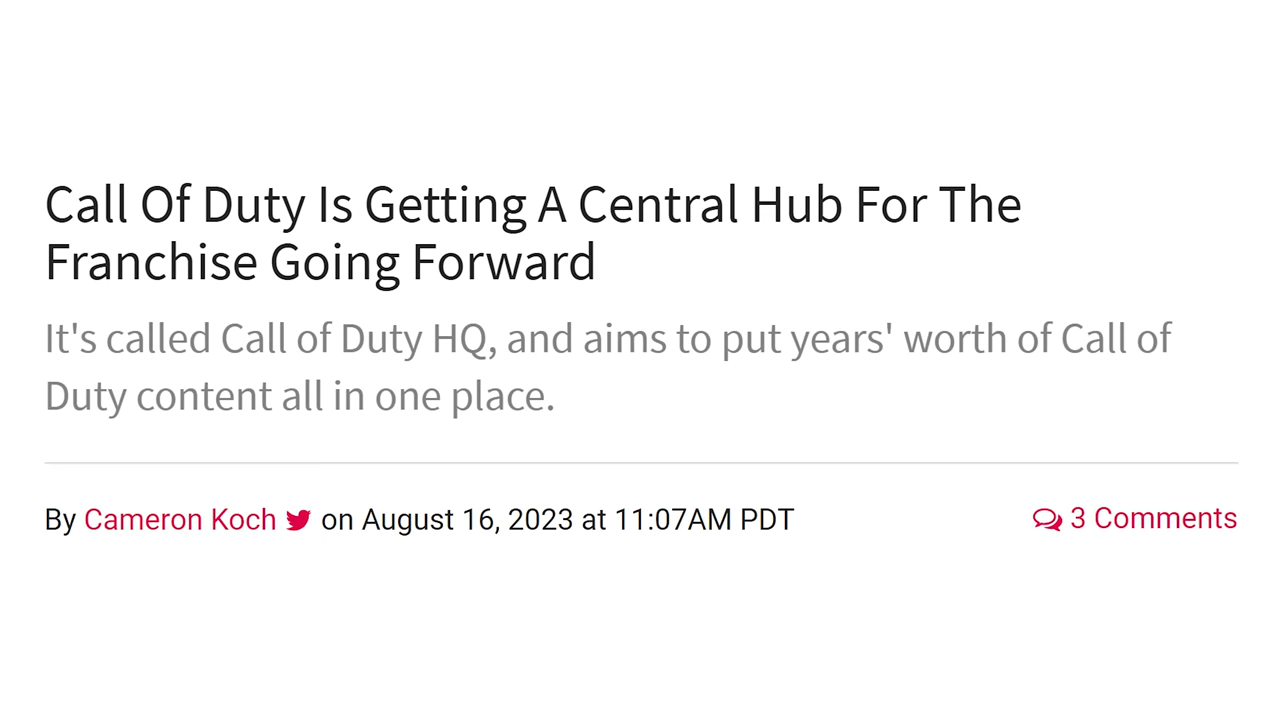 Call Of Duty Is Getting A Central Hub For The
Franchise Going Forward
It's called Call of Duty HQ, and aims to put years' worth of Call of
Duty content all in one place.
By Cameron Koch on August 16, 2023 at 11:07AM PDT
3 Comments